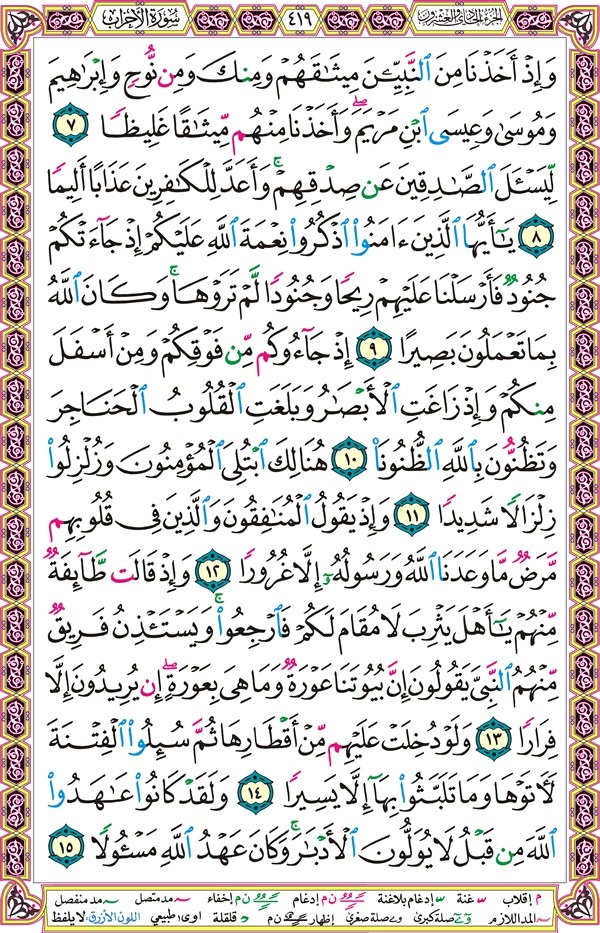 الجزء الحادي والعشرون
٤١٩
سورة الأحزاب
وَإِذْ أَخَذْنَا مِنَ ٱلنَّبِيِّـۧنَ مِيثَـٰقَهُمْ وَمِنكَ وَمِن نُّوحٍ وَإِبْرَٰهِيمَ
وَمُوسَىٰ وَعِيسَى ٱبْنِ مَرْيَمَ ۖ وَأَخَذْنَا مِنْهُم مِّيثَـٰقًا غَلِيظًا ٧
لِّيَسْـَٔلَ ٱلصَّـٰدِقِينَ عَن صِدْقِهِمْ ۚ وَأَعَدَّ لِلْكَـٰفِرِينَ عَذَابًا أَلِيمًا
٨ يَـٰٓأَيُّهَا ٱلَّذِينَ ءَامَنُوا۟ ٱذْكُرُوا۟ نِعْمَةَ ٱللَّهِ عَلَيْكُمْ إِذْ جَآءَتْكُمْ
جُنُودٌ فَأَرْسَلْنَا عَلَيْهِمْ رِيحًا وَجُنُودًا لَّمْ تَرَوْهَا ۚ وَكَانَ ٱللَّهُ
بِمَا تَعْمَلُونَ بَصِيرًا ٩ إِذْ جَآءُوكُم مِّن فَوْقِكُمْ وَمِنْ أَسْفَلَ
مِنكُمْ وَإِذْ زَاغَتِ ٱلْأَبْصَـٰرُ وَبَلَغَتِ ٱلْقُلُوبُ ٱلْحَنَاجِرَ
وَتَظُنُّونَ بِٱللَّهِ ٱلظُّنُونَا۠ ١٠ هُنَالِكَ ٱبْتُلِىَ ٱلْمُؤْمِنُونَ وَزُلْزِلُوا۟
زِلْزَالًا شَدِيدًا ١١ وَإِذْ يَقُولُ ٱلْمُنَـٰفِقُونَ وَٱلَّذِينَ فِى قُلُوبِهِم
مَّرَضٌ مَّا وَعَدَنَا ٱللَّهُ وَرَسُولُهُۥٓ إِلَّا غُرُورًا ١٢ وَإِذْ قَالَت طَّآئِفَةٌ
مِّنْهُمْ يَـٰٓأَهْلَ يَثْرِبَ لَا مُقَامَ لَكُمْ فَٱرْجِعُوا۟ ۚ وَيَسْتَـْٔذِنُ فَرِيقٌ
مِّنْهُمُ ٱلنَّبِىَّ يَقُولُونَ إِنَّ بُيُوتَنَا عَوْرَةٌ وَمَا هِىَ بِعَوْرَةٍ ۖ إِن يُرِيدُونَ إِلَّا
فِرَارًا ١٣ وَلَوْ دُخِلَتْ عَلَيْهِم مِّنْ أَقْطَارِهَا ثُمَّ سُئِلُوا۟ ٱلْفِتْنَةَ
لَـَٔاتَوْهَا وَمَا تَلَبَّثُوا۟ بِهَآ إِلَّا يَسِيرًا ١٤ وَلَقَدْ كَانُوا۟ عَـٰهَدُوا۟
ٱللَّهَ مِن قَبْلُ لَا يُوَلُّونَ ٱلْأَدْبَـٰرَ ۚ وَكَانَ عَهْدُ ٱللَّهِ مَسْـُٔولًا ١٥
م إقلاب غنة إدغام بلاغنة ن م إدغام ن م إخفاء مد متصل مد منفصل
المد اللازم صلة كبرى صلة صغرى إظهار ن م قلقلة اوى؛ طبيعي اللون الأزرق؛ لا يلفظ